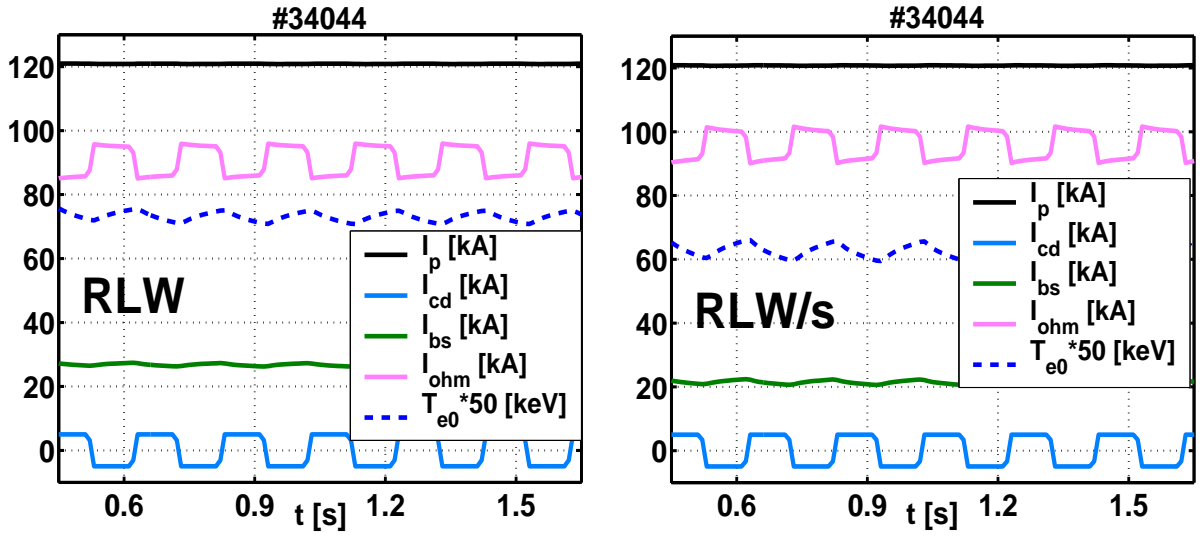 #34044
120
100
80
60
40
20
0
0.6
0.9
1.2
1.5
t [s]
RLW
I_p [kA]
I_cd [kA]
I_bs [kA]
I_ohm [kA]
T_e0*50 [keV]
#34044
120
100
80
60
40
20
0
0.6
0.9
1.2
1.5
t [s]
RLW/s
I_p [kA]
I_cd [kA]
I_bs [kA]
I_ohm [kA]
T_e0*50 [keV]